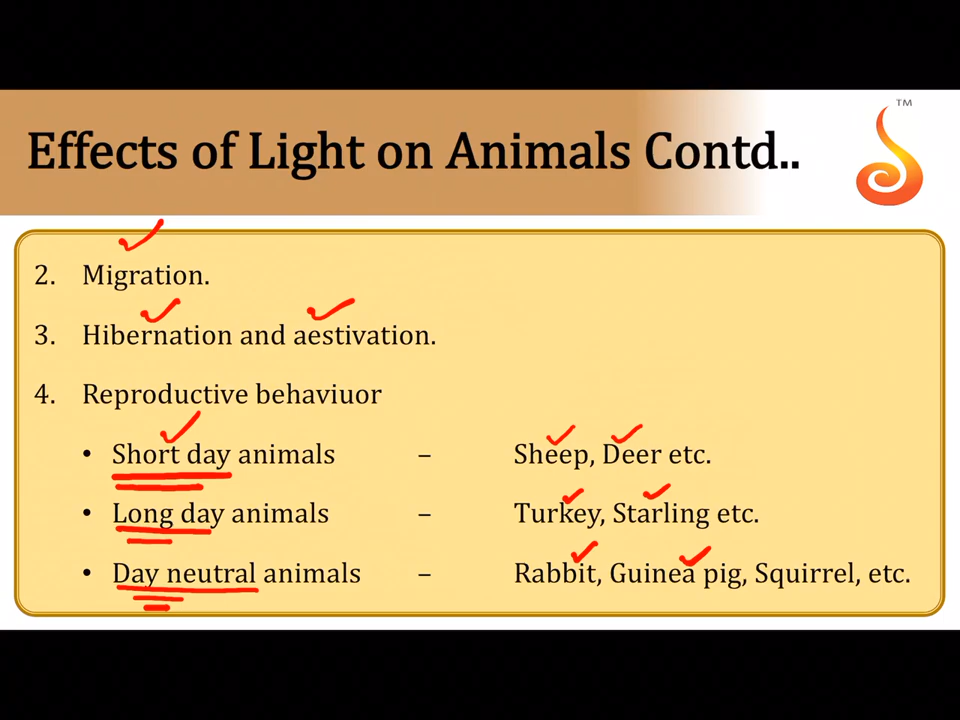 Effects of Light on Animals Contd..
TM
2. Migration.
3. Hibernation and aestivation.
4. Reproductive behaviuor
• Short day animals – Sheep, Deer etc.
• Long day animals – Turkey, Starling etc.
• Day neutral animals – Rabbit, Guinea pig, Squirrel, etc.